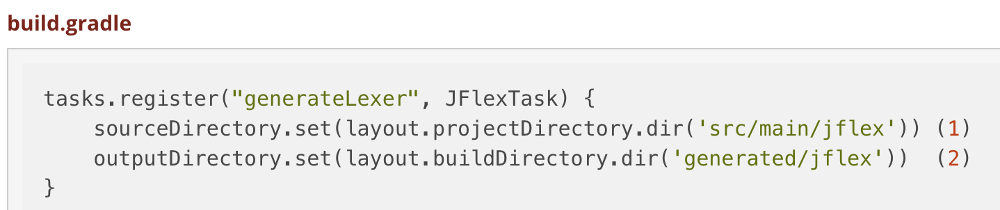 build.gradle
tasks.register("generateLexer", JFlexTask) {
    sourceDirectory.set(layout.projectDirectory.dir('src/main/jflex')) (1)
    outputDirectory.set(layout.buildDirectory.dir('generated/jflex'))  (2)
}